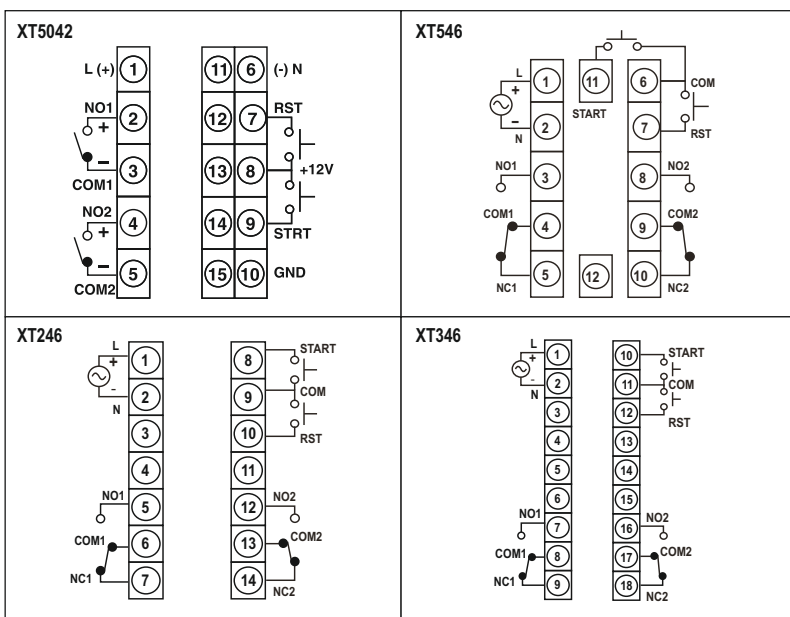 XT5042
L (+) 1 11 6 (-) N
NO1 2 12 7 RST
+
− 3 13 8 +12V
COM1
NO2 4 14 9 STRT
+
− 5 15 10 GND
COM2
XT546
L 1 11 6 COM
+ START
− 2 7 RST
N
NO1 3 8 NO2
COM1 4 9 COM2
5 12 10
NC1 NC2
XT246
L 1 8 START
+
- 2 9 COM
N
3 10 RST
4 11
NO1 5 12 NO2
COM1 6 13 COM2
NC1 7 14 NC2
XT346
L 1 10 START
+
- 2 11 COM
N
3 12 RST
4 13
5 14
6 15
NO1 7 16 NO2
COM1 8 17 COM2
NC1 9 18 NC2